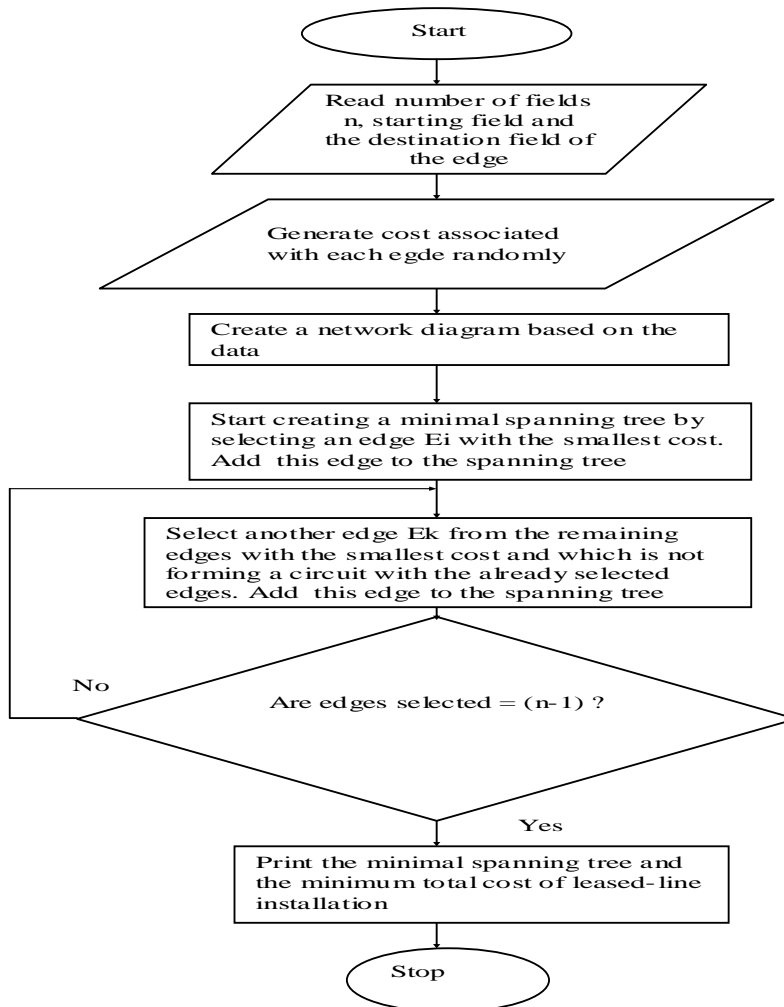 Start
Read number of fields
n, starting field and
the destination field of
the edge
Generate cost associated
with each egde randomly
Create a network diagram based on the
data
Start creating a minimal spanning tree by
selecting an edge Ei with the smallest cost.
Add this edge to the spanning tree
Select another edge Ek from the remaining
edges with the smallest cost and which is not
forming a circuit with the already selected
edges. Add this edge to the spanning tree
No
Are edges selected = (n-1) ?
Yes
Print the minimal spanning tree and
the minimum total cost of leased-line
installation
Stop